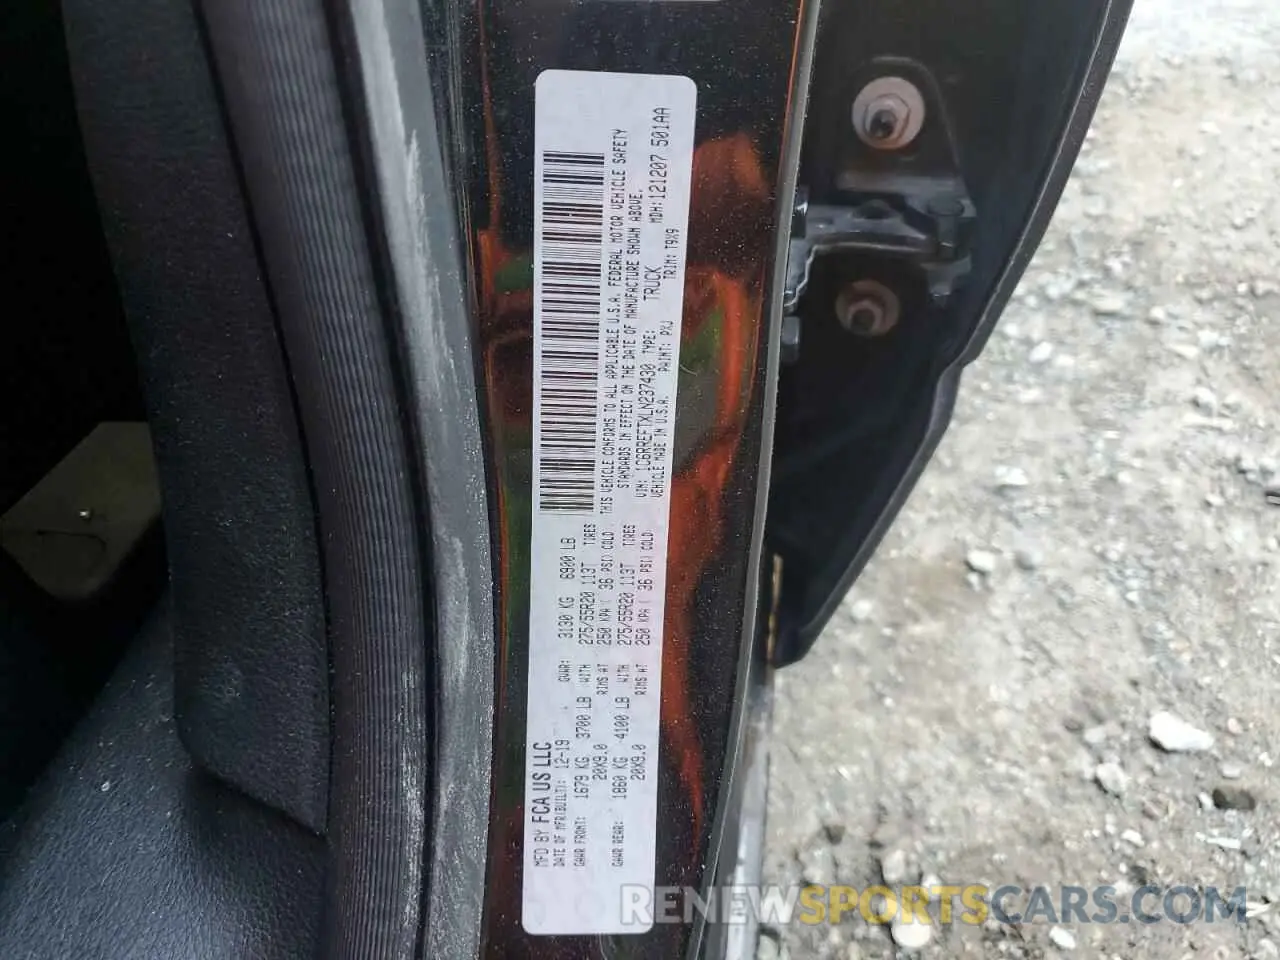 MFD BY FCA US LLC
DATE OF MFR(BUILT): 12-19 GVWR: 3130 KG 6900 LB
GAWR FRONT: 1679 KG 3700 LB WITH 275/55R20 113T TIRES
20X9.0 RIMS AT 250 KPA ( 36 PSI) COLD
GAWR REAR: 1860 KG 4100 LB WITH 275/55R20 113T TIRES
20X9.0 RIMS AT 250 KPA ( 36 PSI) COLD
THIS VEHICLE CONFORMS TO ALL APPLICABLE U.S.A. FEDERAL MOTOR VEHICLE SAFETY
STANDARDS IN EFFECT ON THE DATE OF MANUFACTURE SHOWN ABOVE.
VIN: 1C6RREFTXLN237430 TYPE: TRUCK MDH: 121207 501AA
VEHICLE MADE IN U.S.A. PAINT: PXJ TRIM: T9X9
RENEWSPORTSCARS.COM